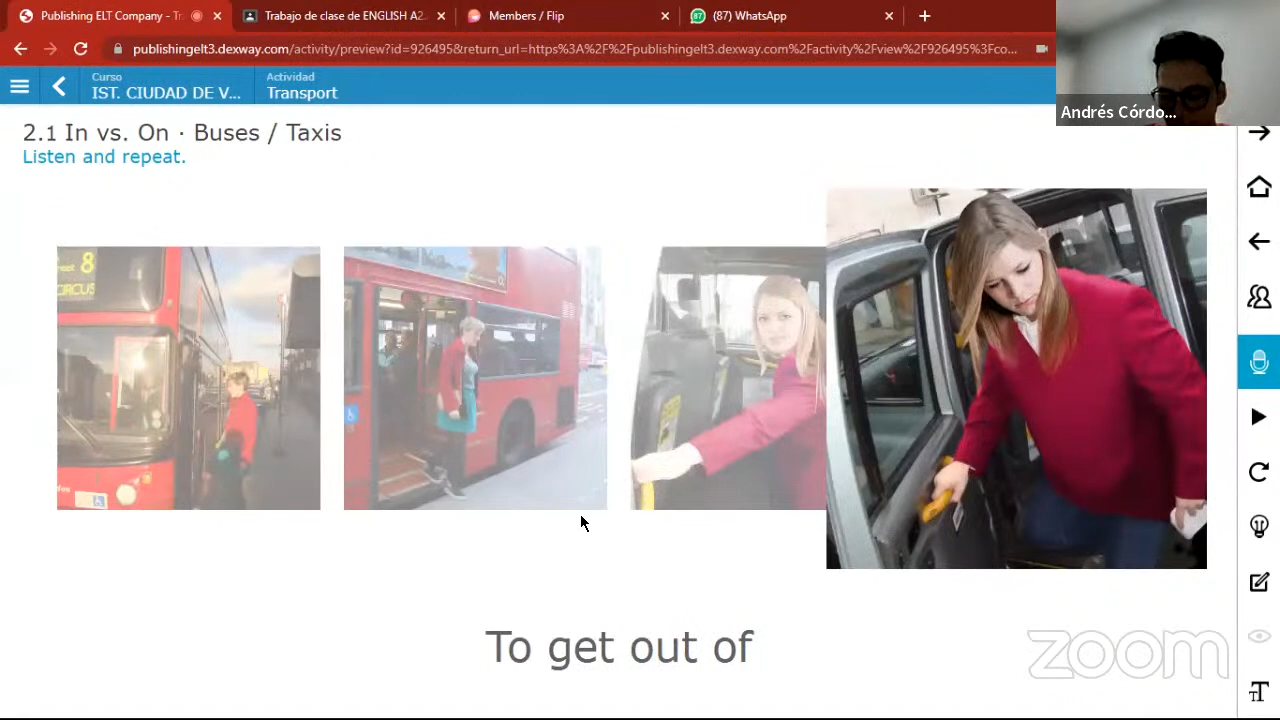 Publishing ELT Company - Tr
Trabajo de clase de ENGLISH A2
Members / Flip
(87) WhatsApp
publishingelt3.dexway.com/activity/preview?id=926495&return_url=https%3A%2F%2Fpublishingelt3.dexway.com%2Factivity%2Fview%2F926495%3Fco...
Curso
IST. CIUDAD DE V...
Actividad
Transport
Andrés Córdo...
2.1 In vs. On · Buses / Taxis
Listen and repeat.
8
CIRCUS
To get out of
zoom